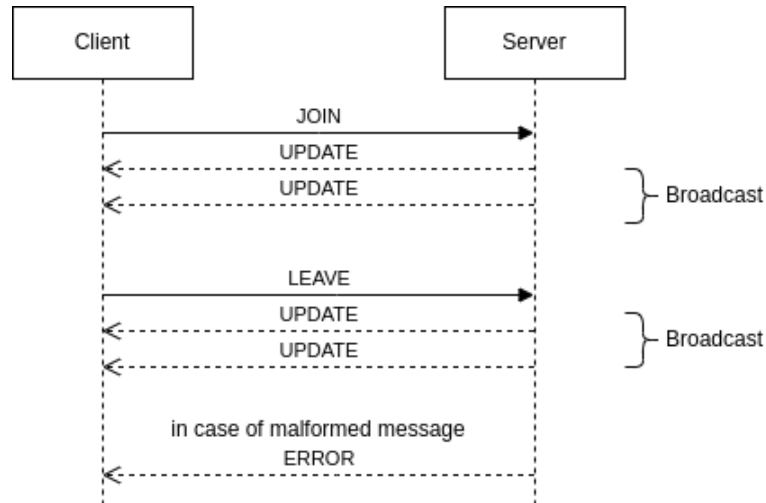 Client
Server
JOIN
UPDATE
UPDATE
Broadcast
LEAVE
UPDATE
UPDATE
Broadcast
in case of malformed message
ERROR